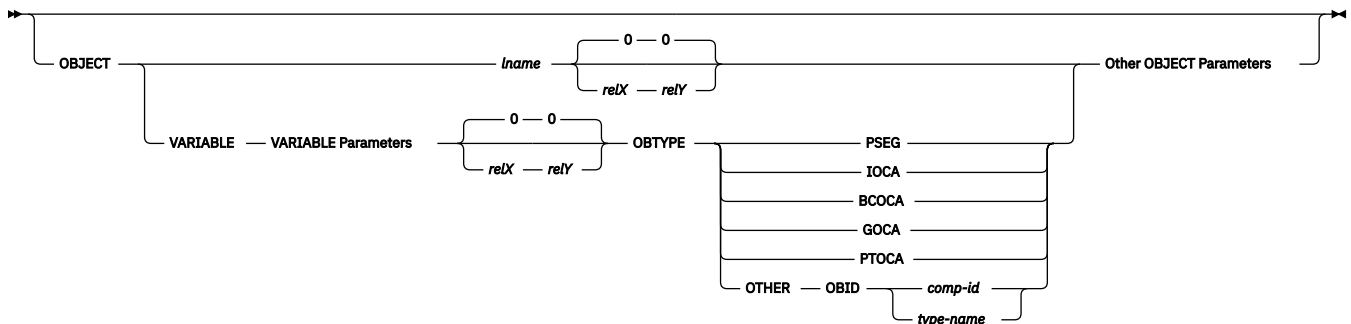 0 0
OBJECT lname Other OBJECT Parameters
relX relY
0 0
VARIABLE VARIABLE Parameters OBTYPE PSEG
relX relY IOCA
BCOCA
GOCA
PTOCA
OTHER OBID comp-id
type-name